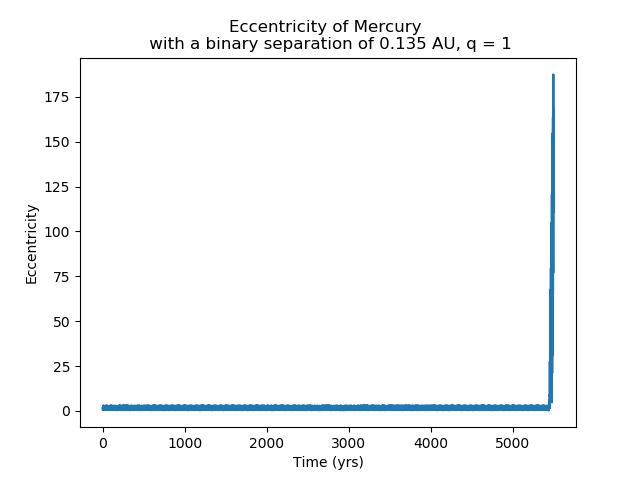 Eccentricity of Mercury
with a binary separation of 0.135 AU, q = 1
175
150
125
100
75
50
25
0
Eccentricity
0 1000 2000 3000 4000 5000
Time (yrs)